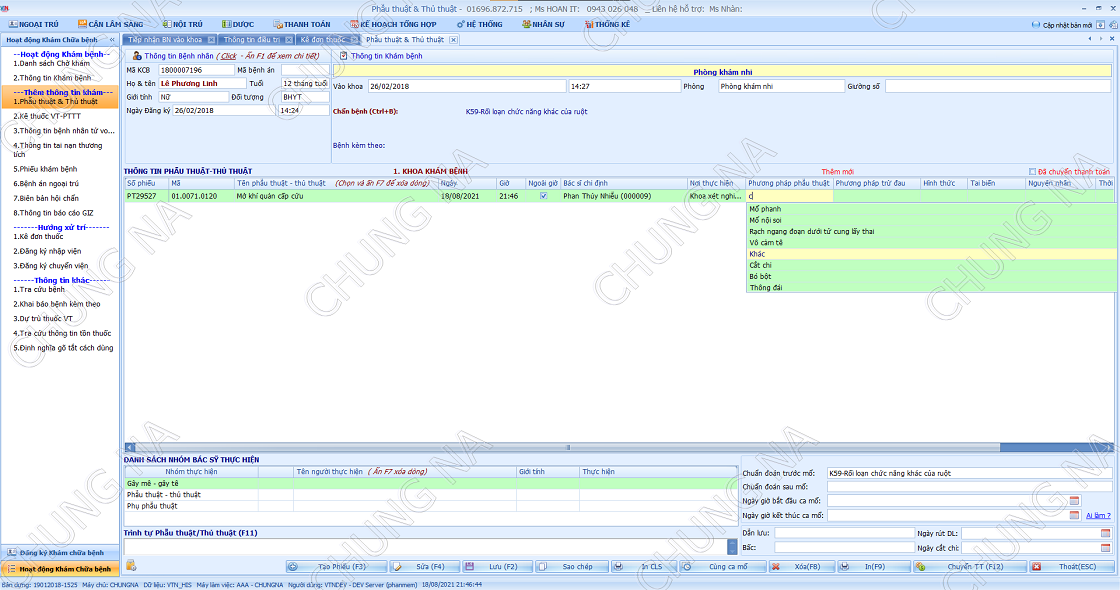 Phẫu thuật & Thủ thuật - 01696.872.715 ; Ms HOAN IT: 0943 026 048 _ Liên hệ hỗ trợ: Ms Nhàn:
NGOẠI TRÚ CẬN LÂM SÀNG NỘI TRÚ DƯỢC THANH TOÁN KẾ HOẠCH TỔNG HỢP HỆ THỐNG NHÂN SỰ THỐNG KÊ Cập nhật bản mới
Hoạt động Khám Chữa bệnh Tiếp nhận BN vào khoa Thông tin điều trị Kê đơn thuốc Phẫu thuật & Thủ thuật
--Hoạt động Khám bệnh--
1.Danh sách Chờ khám
2.Thông tin Khám bệnh
---Thêm thông tin khám---
1.Phẫu thuật & Thủ thuật
2.Kê thuốc VT-PTTT
3.Thông tin bệnh nhân tử vo...
4.Thông tin tai nạn thương tích
5.Phiếu khám bệnh
6.Bệnh án ngoại trú
7.Biên bản hội chẩn
8.Thông tin báo cáo GIZ
-------Hướng xử trí-------
1.Kê đơn thuốc
2.Đăng ký nhập viện
3.Đăng ký chuyển viện
------Thông tin khác------
1.Tra cứu bệnh
2.Khai báo bệnh kèm theo
3.Dự trù thuốc VT
4.Tra cứu thông tin tồn thuốc
5.Định nghĩa gõ tắt cách dùng
Đăng ký Khám chữa bệnh
Hoạt động Khám Chữa bệnh
Thông tin Bệnh nhân (Click - Ấn F1 để xem chi tiết)
Mã KCB 1800007196 Mã bệnh án
Họ & tên Lê Phương Linh Tuổi 12 tháng tuổi
Giới tính Nữ Đối tượng BHYT
Ngày Đăng ký 26/02/2018 14:24
Thông tin Khám bệnh
Phòng khám nhi
Vào khoa 26/02/2018 14:27 Phòng Phòng khám nhi Giường số
Chẩn bệnh (Ctrl+B): K59-Rối loạn chức năng khác của ruột
Bệnh kèm theo:
THÔNG TIN PHẪU THUẬT-THỦ THUẬT 1. KHOA KHÁM BỆNH Thêm mới Đã chuyển thanh toán
Số phiếu Mã Tên phẫu thuật - thủ thuật (Chọn và ấn F7 để xóa dòng) Ngày Giờ Ngoài giờ Bác sĩ chỉ định Nơi thực hiện Phương pháp phẫu thuật Phương pháp trừ đau Hình thức Tai biến Nguyên nhân Thời
PT29527 01.0071.0120 Mở khí quản cấp cứu 18/08/2021 21:46 Phan Thúy Nhiễu (000009) Khoa xét nghi... c
Mổ phanh
Mổ nội soi
Rạch ngang đoạn dưới tử cung lấy thai
Vô cảm tê
Khác
Cắt chỉ
Bó bột
Thông đái
DANH SÁCH NHÓM BÁC SỸ THỰC HIỆN
Nhóm thực hiện Tên người thực hiện ( Ấn F7 xóa dòng) Giới tính Thực hiện
Gây mê - gây tê
Phẫu thuật - thủ thuật
Phụ phẫu thuật
Chuẩn đoán trước mổ: K59-Rối loạn chức năng khác của ruột
Chuẩn đoán sau mổ:
Ngày giờ bắt đầu ca mổ:
Ngày giờ kết thúc ca mổ: Ai làm ?
Trình tự Phẫu thuật/Thủ thuật (F11)
Dẫn lưu: Ngày rút DL:
Bấc: Ngày cắt chỉ:
Tạo Phiếu (F3) Sửa (F4) Lưu (F2) Sao chép In CLS Cùng ca mổ Xóa(F8) In(F9) Chuyển TT (F12) Thoát(ESC)
Bản dựng: 19012018-1525 Máy chủ: CHUNGNA Dữ liệu: VTN_HIS Máy làm việc: AAA - CHUNGNA Người dùng: VTNDEV - DEV Server (phanmem) 18/08/2021 21:46:44
CHUNG NA
CHUNG NA
CHUNG NA
CHUNG NA
CHUNG NA
CHUNG NA
CHUNG NA
CHUNG NA
CHUNG NA
CHUNG NA